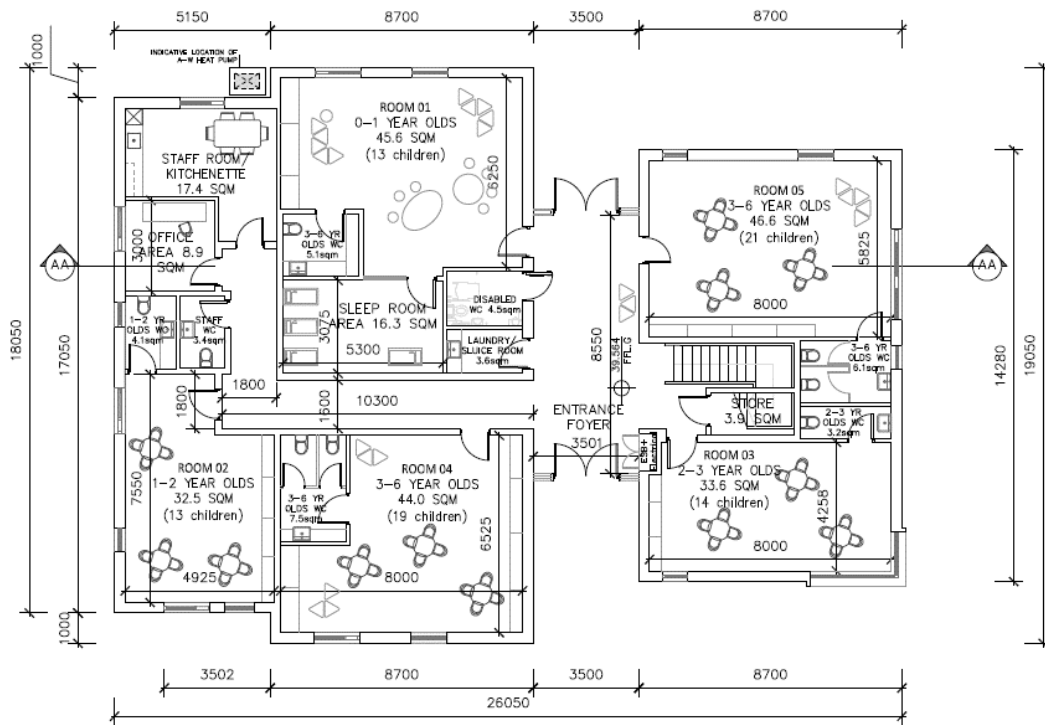 5150
8700
3500
8700
1000
INDICATIVE LOCATION OF
A-W HEAT PUMP
ROOM 01
0-1 YEAR OLDS
45.6 SQM
(13 children)
6250
STAFF ROOM/
KITCHENETTE
17.4 SQM
ROOM 05
3-6 YEAR OLDS
46.6 SQM
(21 children)
5825
8000
OFFICE
AREA 8.9
SQM
3000
3-6 YR
OLDS WC
5.1sqm
AA
AA
SLEEP ROOM
AREA 16.3 SQM
3075
5300
DISABLED
WC 4.5sqm
LAUNDRY/
SLUICE ROOM
3.6sqm
1-2 YR
OLDS WC
4.1sqm
STAFF
WC
3.4sqm
18050
17050
8550
39.564
FFL G
3-6 YR
OLDS WC
6.1sqm
14280
19050
1800
1800
10300
1600
ENTRANCE
FOYER
3501
STORE
3.9 SQM
2-3 YR
OLDS WC
3.2sqm
ESB+
Electrical
ROOM 02
1-2 YEAR OLDS
32.5 SQM
(13 children)
7550
4925
3-6 YR
OLDS WC
7.5sqm
ROOM 04
3-6 YEAR OLDS
44.0 SQM
(19 children)
6525
8000
ROOM 03
2-3 YEAR OLDS
33.6 SQM
(14 children)
4258
8000
1000
3502
8700
3500
8700
26050